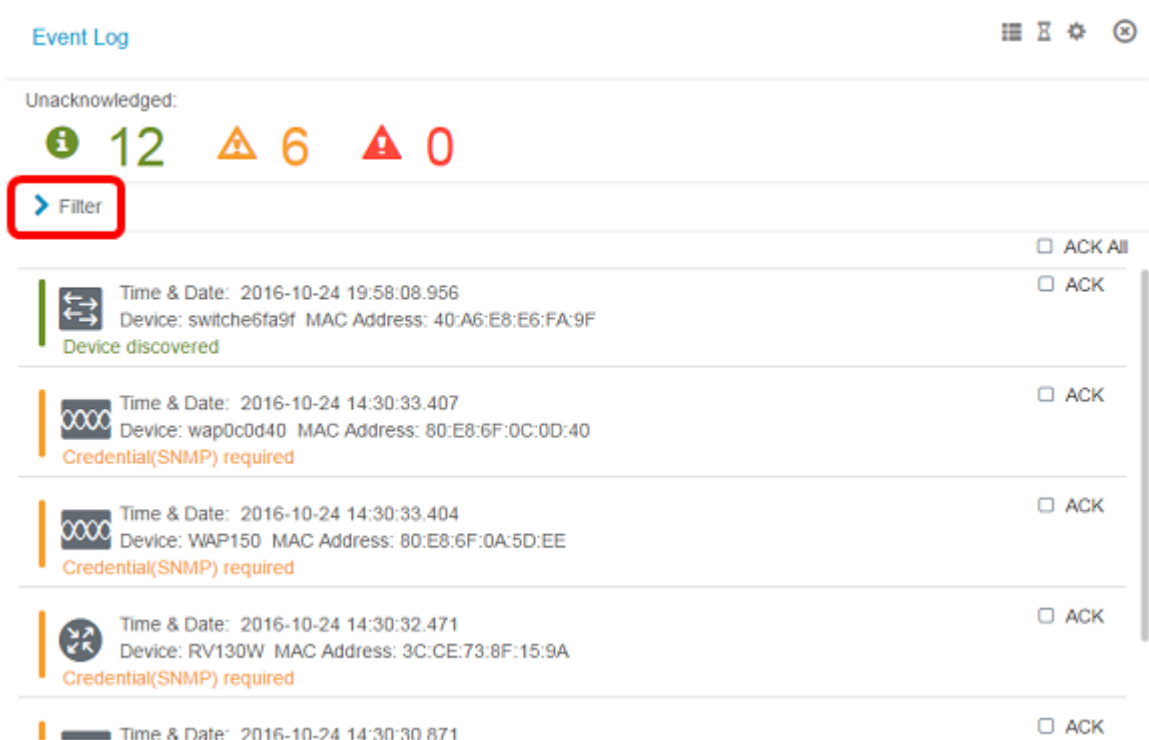 Event Log
Unacknowledged:
12 6 0
Filter
ACK All
Time & Date: 2016-10-24 19:58:08.956 ACK
Device: switche6fa9f MAC Address: 40:A6:E8:E6:FA:9F
Device discovered
Time & Date: 2016-10-24 14:30:33.407 ACK
Device: wap0c0d40 MAC Address: 80:E8:6F:0C:0D:40
Credential(SNMP) required
Time & Date: 2016-10-24 14:30:33.404 ACK
Device: WAP150 MAC Address: 80:E8:6F:0A:5D:EE
Credential(SNMP) required
Time & Date: 2016-10-24 14:30:32.471 ACK
Device: RV130W MAC Address: 3C:CE:73:8F:15:9A
Credential(SNMP) required
Time & Date: 2016-10-24 14:30:30.871 ACK